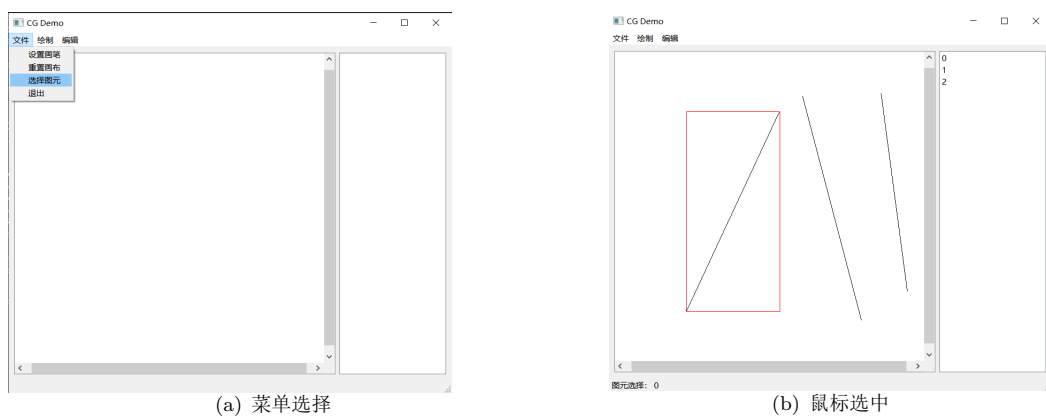 CG Demo
文件 绘制 编辑
设置画笔
重置画布
选择图元
退出
(a) 菜单选择
CG Demo
文件 绘制 编辑
0
1
2
图元选择： 0
(b) 鼠标选中